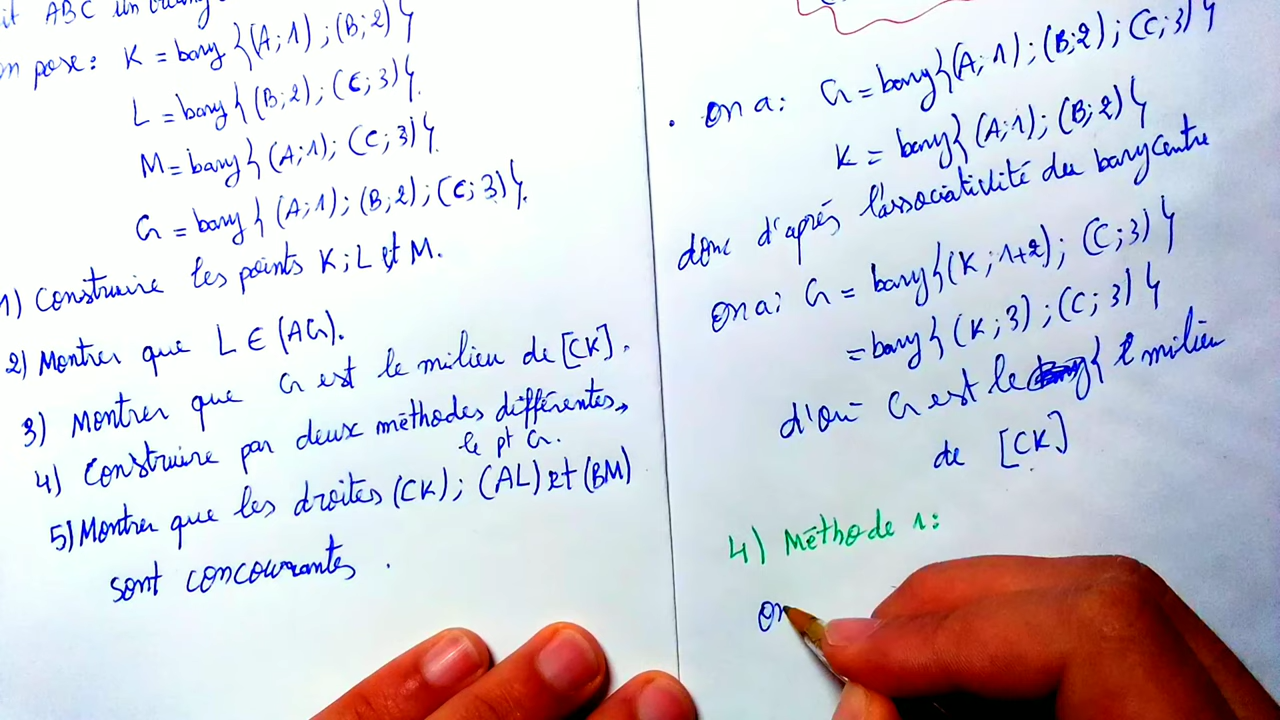 ABC un
on pose: K = bary {(A;1) ; (B;2)}
L = bary {(B;2) ; (C;3)}.
M = bary {(A;1); (C;3)}.
G = bary {(A;1); (B;2); (C;3)}.
1) Construire les points K; L et M.
2) Montrer que L ∈ (AG).
3) Montrer que G est le milieu de [CK].
4) Construire par deux méthodes différentes
le pt G.
5) Montrer que les droites (CK); (AL) et (BM)
sont concourantes.
. on a: G = bary {(A;1); (B;2); (C;3)}
K = bary {(A;1); (B;2)}
donc d'après l'associativité du barycentre
on a: G = bary {(K;1+2); (C;3)}
= bary {(K;3) ; (C;3)}
d'où G est le { milieu
de [CK]
4) Méthode 1:
on